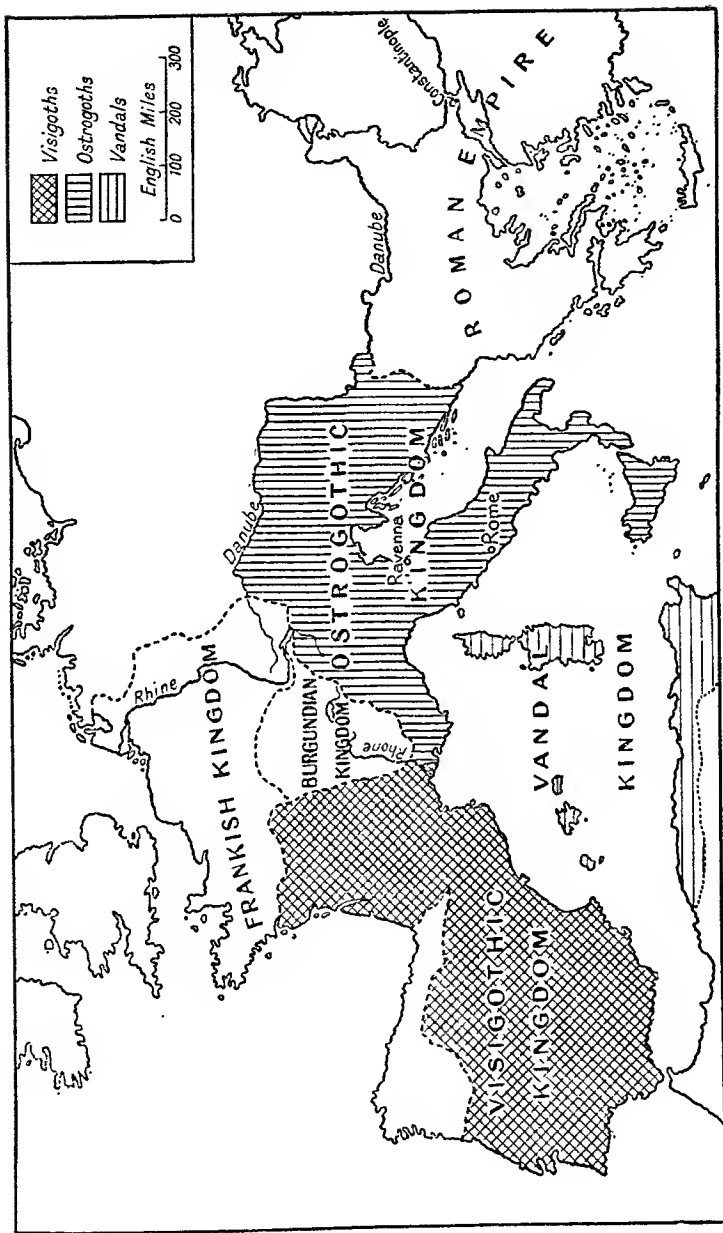 Visigoths
Ostrogoths
Vandals
English Miles
0 100 200 300
FRANKISH KINGDOM
Rhine
Danube
Danube
Constantinople
BURGUNDIAN
KINGDOM
Rhone
OSTROGOTHIC
KINGDOM
Ravenna
Rome
ROMAN EMPIRE
VISIGOTHIC
KINGDOM
VANDAL
KINGDOM